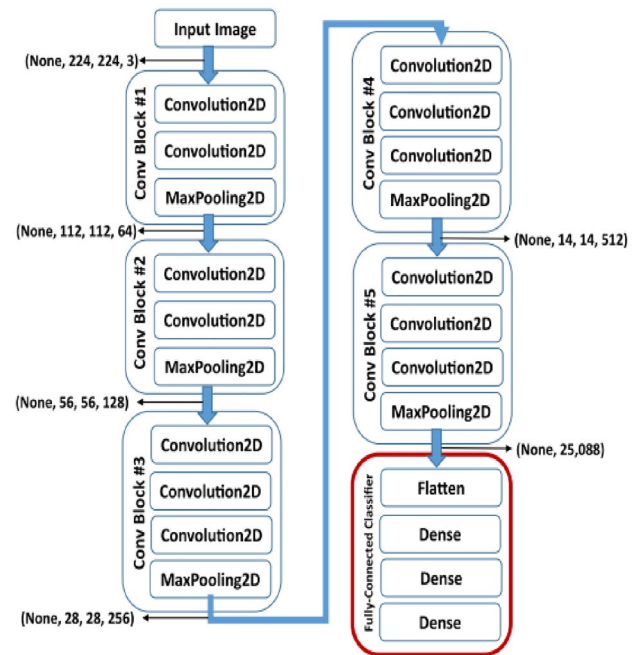 Input Image
(None, 224, 224, 3)
Conv Block #1
Convolution2D
Convolution2D
MaxPooling2D
(None, 112, 112, 64)
Conv Block #2
Convolution2D
Convolution2D
MaxPooling2D
(None, 56, 56, 128)
Conv Block #3
Convolution2D
Convolution2D
Convolution2D
MaxPooling2D
(None, 28, 28, 256)
Conv Block #4
Convolution2D
Convolution2D
Convolution2D
MaxPooling2D
(None, 14, 14, 512)
Conv Block #5
Convolution2D
Convolution2D
Convolution2D
MaxPooling2D
(None, 25,088)
Fully-Connected Classifier
Flatten
Dense
Dense
Dense